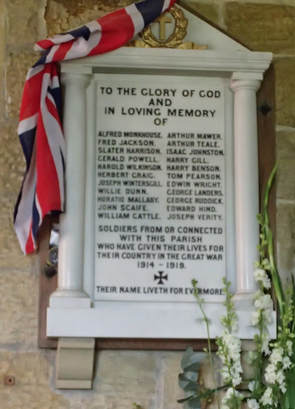 TO THE GLORY OF GOD
AND
IN LOVING MEMORY
OF
ALFRED MONKHOUSE. ARTHUR MAWER.
FRED JACKSON. ARTHUR TEALE.
SLATER HARRISON. ISAAC JOHNSTON.
GERALD POWELL. HARRY GILL.
HAROLD WILKINSON. HARRY BENSON.
HERBERT CRAIG. TOM PEARSON.
JOSEPH WINTERSGILL. EDWIN WRIGHT.
WILLIE DUNN. GEORGE LANDERS.
HORATIO MALLABY. GEORGE RUDDICK.
JOHN SCAIFE. EDWARD HIND.
WILLIAM CATTLE. JOSEPH VERITY.
SOLDIERS FROM OR CONNECTED
WITH THIS PARISH
WHO HAVE GIVEN THEIR LIVES FOR
THEIR COUNTRY IN THE GREAT WAR
1914 – 1919.
THEIR NAME LIVETH FOR EVERMORE